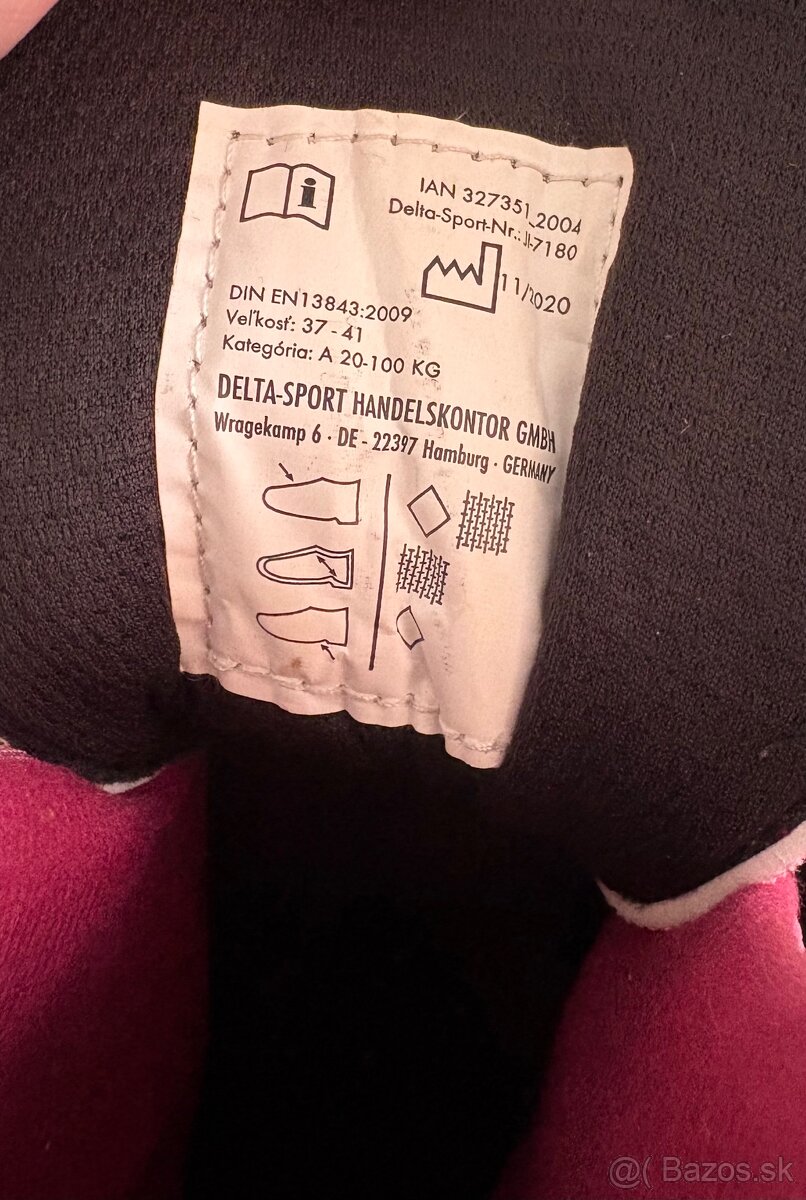 IAN 327351_2004
Delta-Sport-Nr.: JI-7180
11/2020
DIN EN13843:2009
Veľkosť: 37 - 41
Kategória: A 20-100 KG
DELTA-SPORT HANDELSKONTOR GMBH
Wragekamp 6 · DE - 22397 Hamburg · GERMANY
@( Bazos.sk